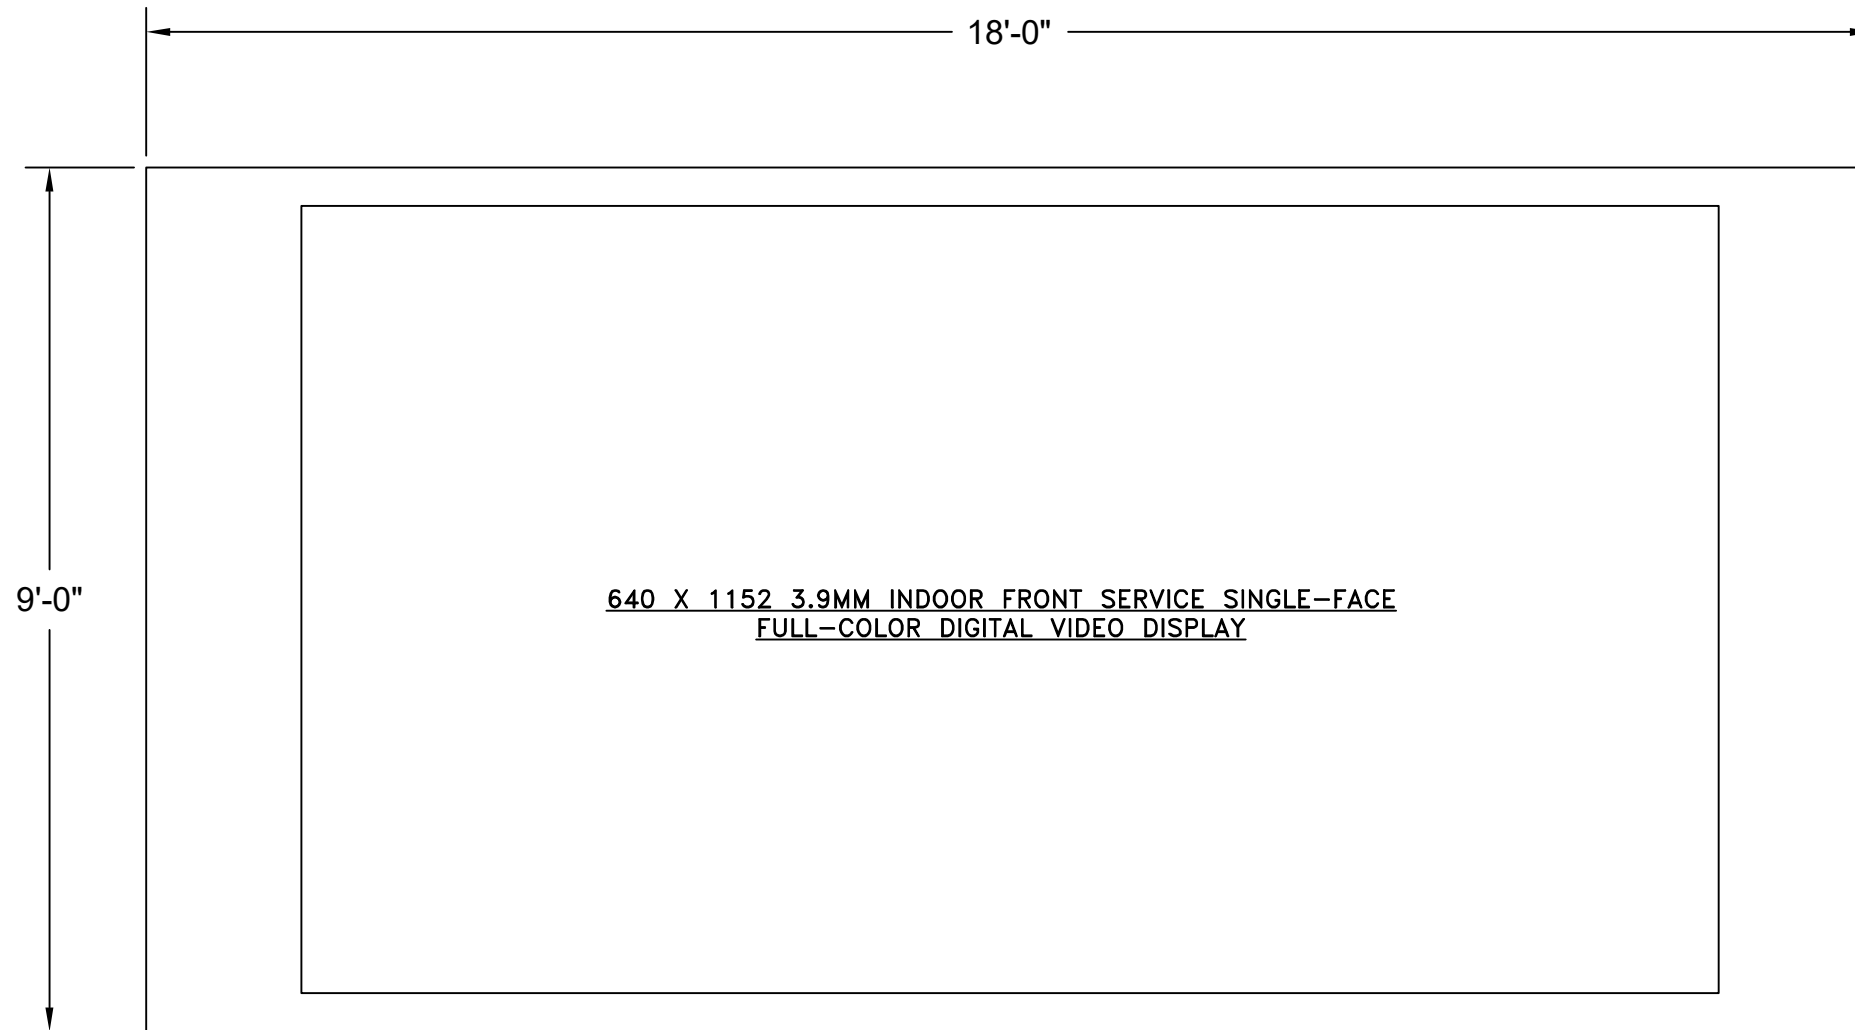 18'-0"
9'-0"
640 X 1152 3.9MM INDOOR FRONT SERVICE SINGLE-FACE
FULL-COLOR DIGITAL VIDEO DISPLAY